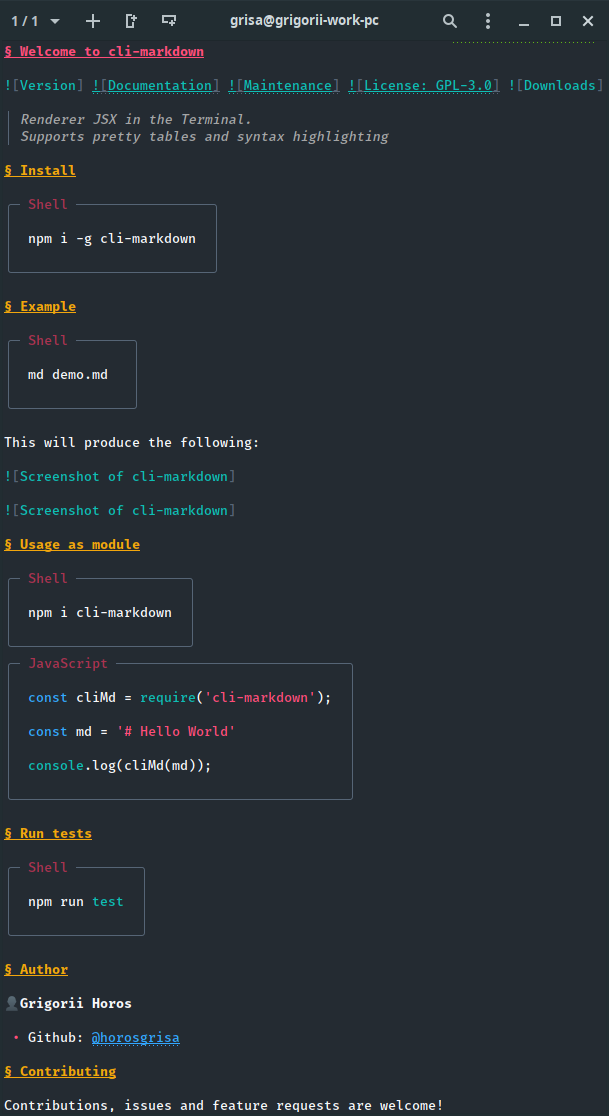 1 / 1
grisa@grigorii-work-pc
§ Welcome to cli-markdown
![Version] ![Documentation] ![Maintenance] ![License: GPL-3.0] ![Downloads]
Renderer JSX in the Terminal.
Supports pretty tables and syntax highlighting
§ Install
Shell
npm i -g cli-markdown
§ Example
Shell
md demo.md
This will produce the following:
![Screenshot of cli-markdown]
![Screenshot of cli-markdown]
§ Usage as module
Shell
npm i cli-markdown
JavaScript
const cliMd = require('cli-markdown');
const md = '# Hello World'
console.log(cliMd(md));
§ Run tests
Shell
npm run test
§ Author
👤Grigorii Horos
• Github: @horosgrisa
§ Contributing
Contributions, issues and feature requests are welcome!